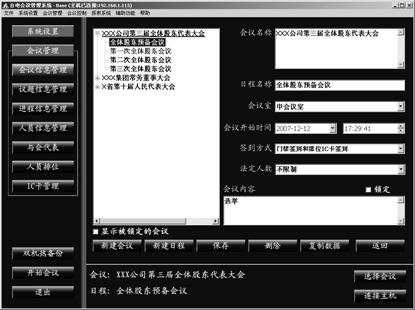 台电会议管理系统 - Base (主机已连接:192.168.1.115)
文件 系统设置 会议管理 会议控制 报表系统 辅助功能 帮助
系统设置
会议管理
会议信息管理
议题信息管理
进程信息管理
人员信息管理
与会代表
人员排位
IC卡管理
双机热备份
开始会议
退出
XXX公司第三届全体股东代表大会
全体股东预备会议
第一次全体股东会议
第二次全体股东会议
第三次全体股东会议
XXX集团常务董事大会
X省第十届人民代表大会
显示被锁定的会议
会议名称
XXX公司第三届全体股东代表大会
日程名称
全体股东预备会议
会议室
中会议室
会议开始时间
2007-12-12
17:29:41
签到方式
门禁签到和席位IC卡签到
法定人数
不限制
会议内容
锁定
选举
新建会议
新建日程
保存
删除
复制数据
返回
会议: XXX公司第三届全体股东代表大会
日程: 全体股东预备会议
选择会议
连接主机